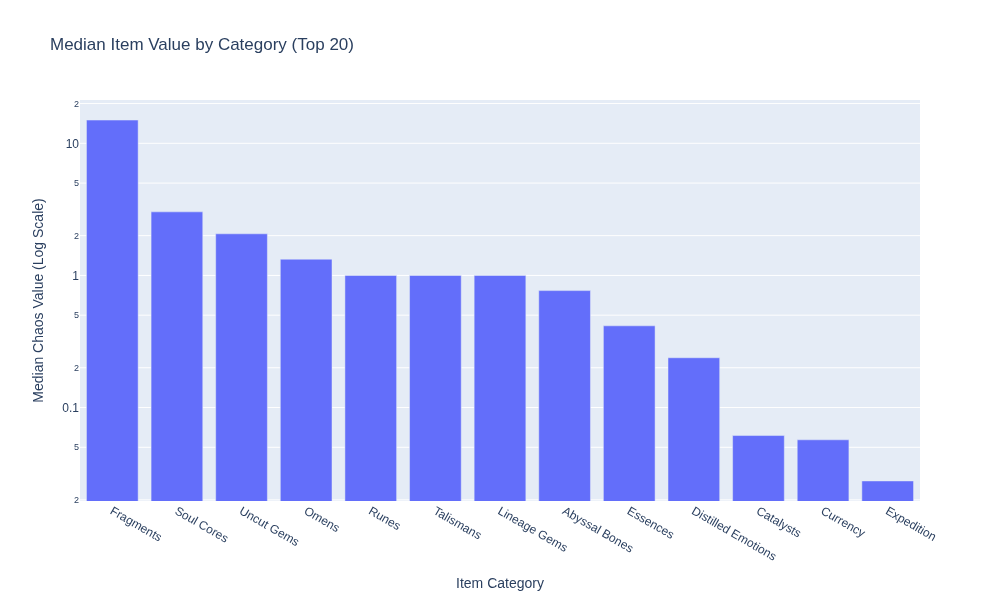 Median Item Value by Category (Top 20)
Median Chaos Value (Log Scale)
2
10
5
2
1
5
2
0.1
5
2
Fragments
Soul Cores
Uncut Gems
Omens
Runes
Talismans
Lineage Gems
Abyssal Bones
Essences
Distilled Emotions
Catalysts
Currency
Expedition
Item Category